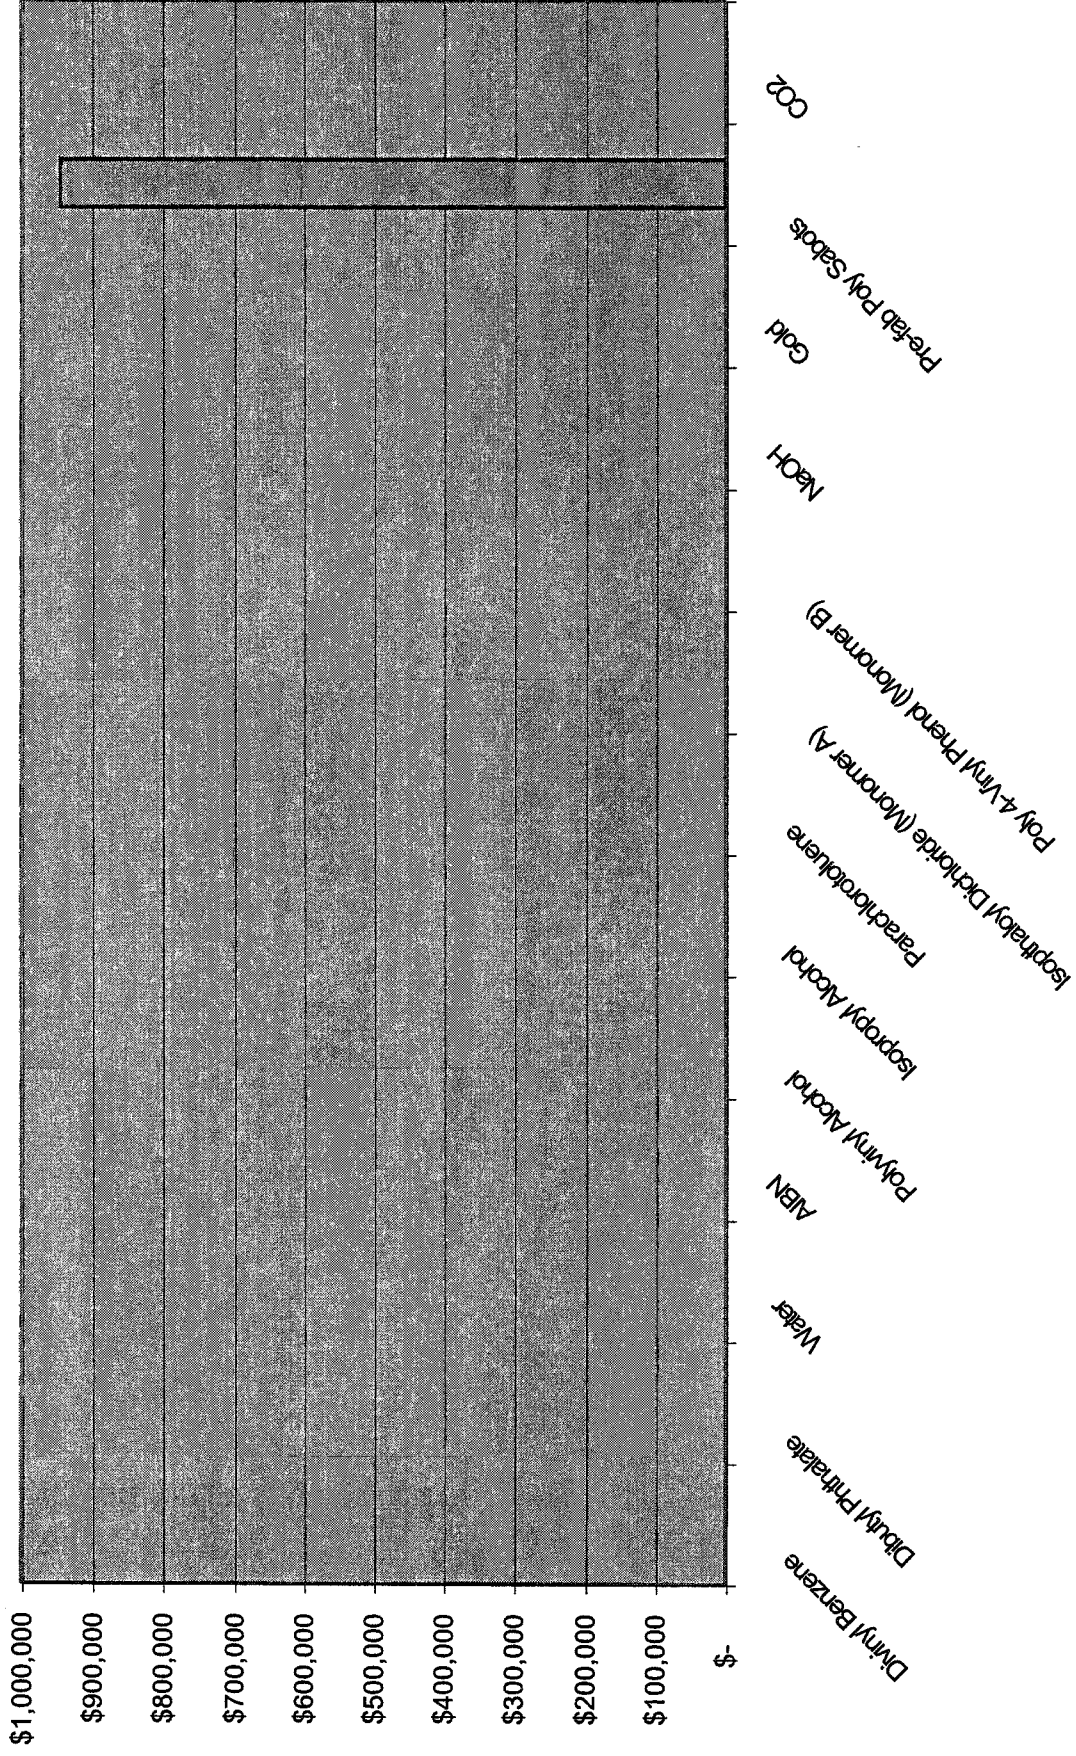 $1,000,000
$900,000
$800,000
$700,000
$600,000
$500,000
$400,000
$300,000
$200,000
$100,000
$-
Divinyl Benzene
Dibutyl Phthalate
Water
AIBN
Polyvinyl Alcohol
Isopropyl Alcohol
Parachlorotoluene
Isopthaloyl Dichloride (Monomer A)
Poly 4-Vinyl Phenol (Monomer B)
NaOH
Gold
Pre-fab Poly Sabots
CO2